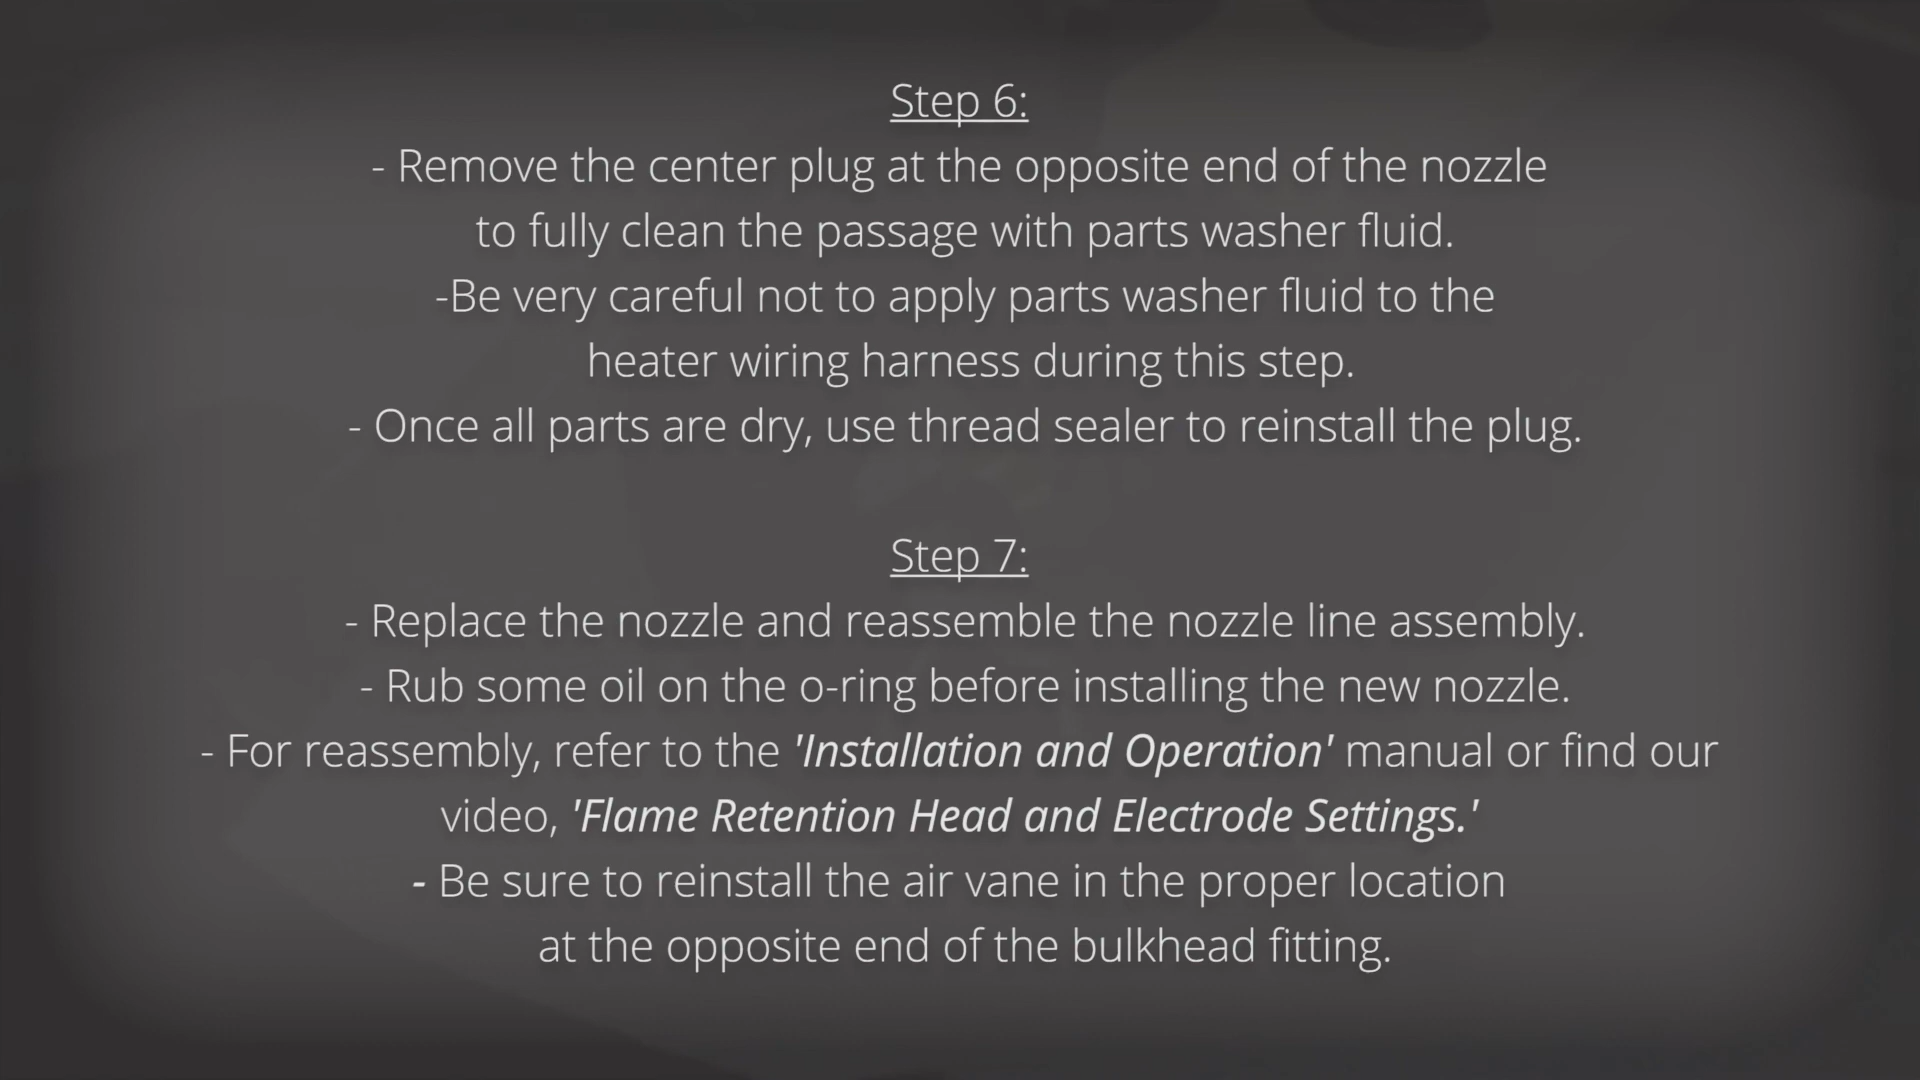 Step 6:
- Remove the center plug at the opposite end of the nozzle
to fully clean the passage with parts washer fluid.
-Be very careful not to apply parts washer fluid to the
heater wiring harness during this step.
- Once all parts are dry, use thread sealer to reinstall the plug.
Step 7:
- Replace the nozzle and reassemble the nozzle line assembly.
- Rub some oil on the o-ring before installing the new nozzle.
- For reassembly, refer to the 'Installation and Operation' manual or find our
video, 'Flame Retention Head and Electrode Settings.'
- Be sure to reinstall the air vane in the proper location
at the opposite end of the bulkhead fitting.